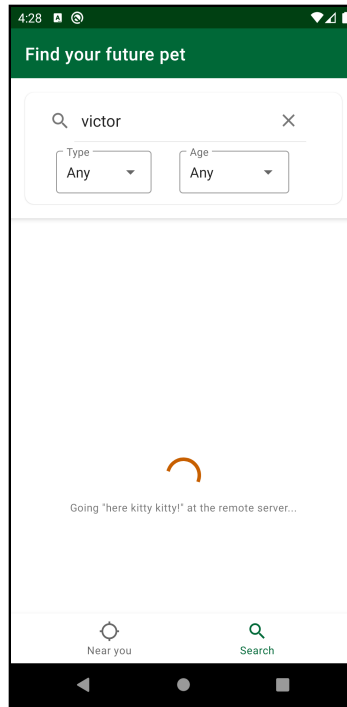 4:28
Find your future pet
victor
Type
Any
Age
Any
Going "here kitty kitty!" at the remote server...
Near you
Search